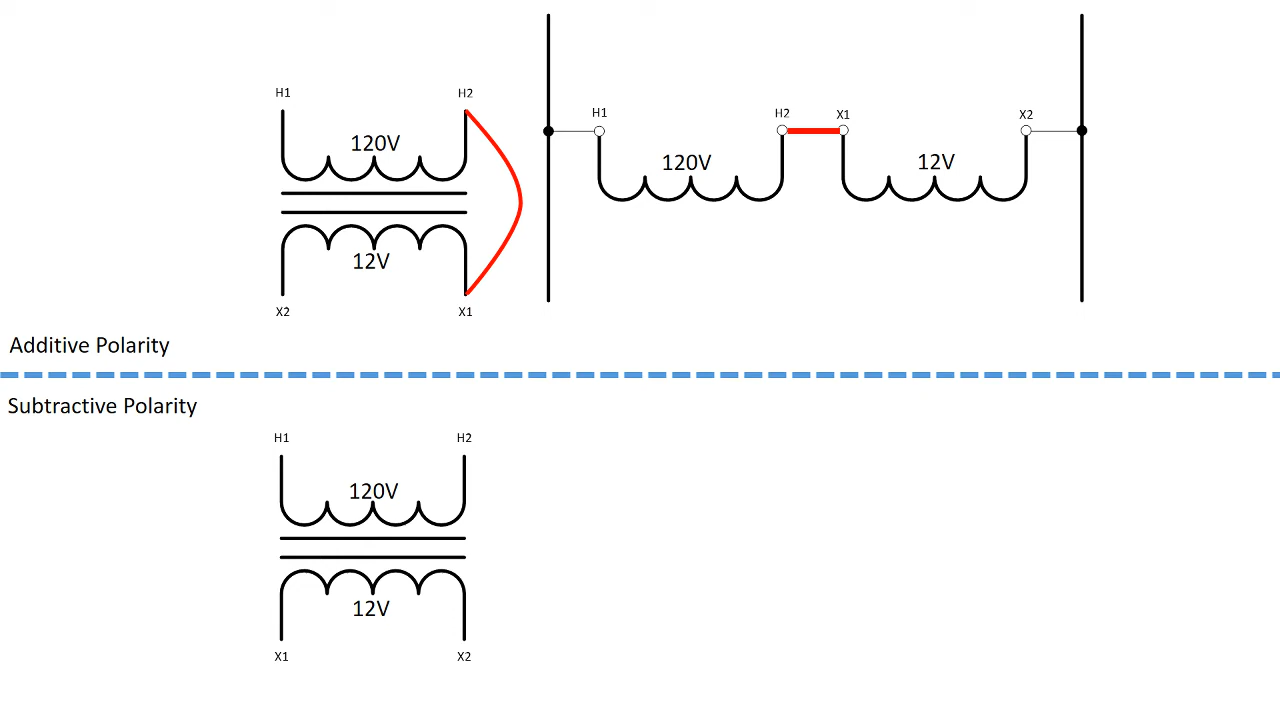 H1
H2
120V
12V
X2
X1
H1
H2
X1
X2
120V
12V
Additive Polarity
Subtractive Polarity
H1
H2
120V
12V
X1
X2